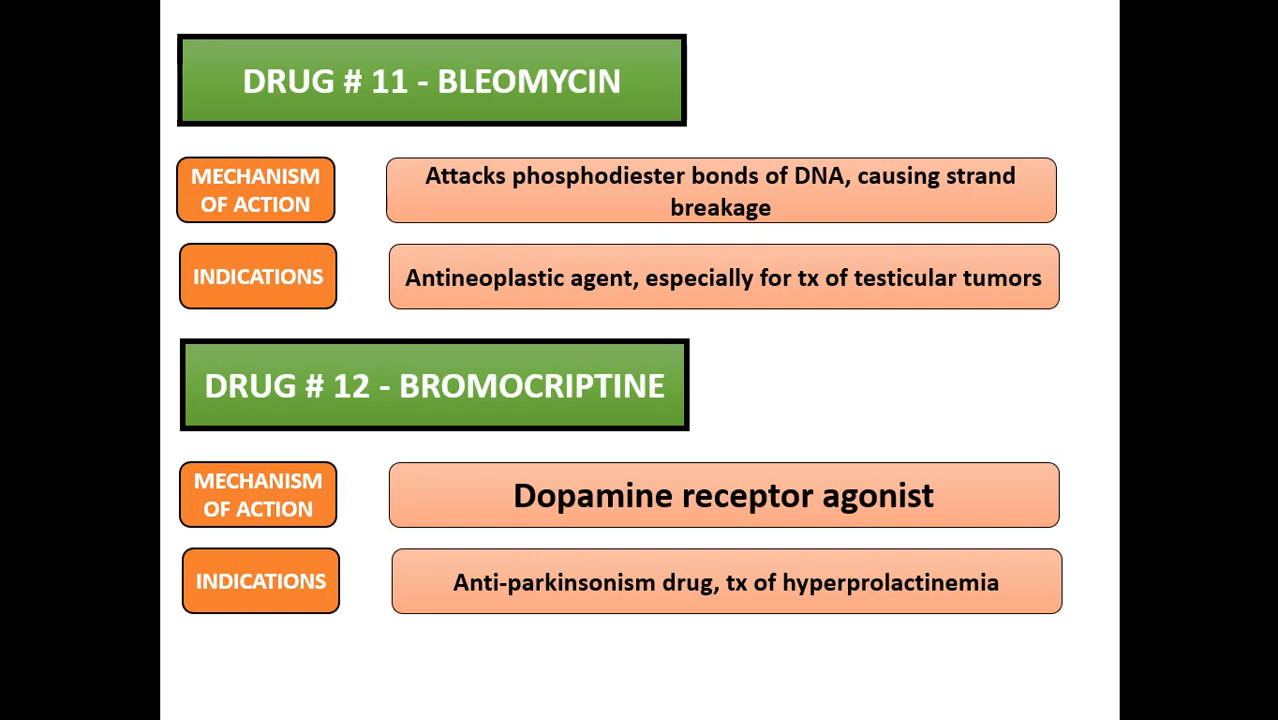 DRUG # 11 - BLEOMYCIN
MECHANISM
OF ACTION
Attacks phosphodiester bonds of DNA, causing strand
breakage
INDICATIONS
Antineoplastic agent, especially for tx of testicular tumors
DRUG # 12 - BROMOCRIPTINE
MECHANISM
OF ACTION
Dopamine receptor agonist
INDICATIONS
Anti-parkinsonism drug, tx of hyperprolactinemia